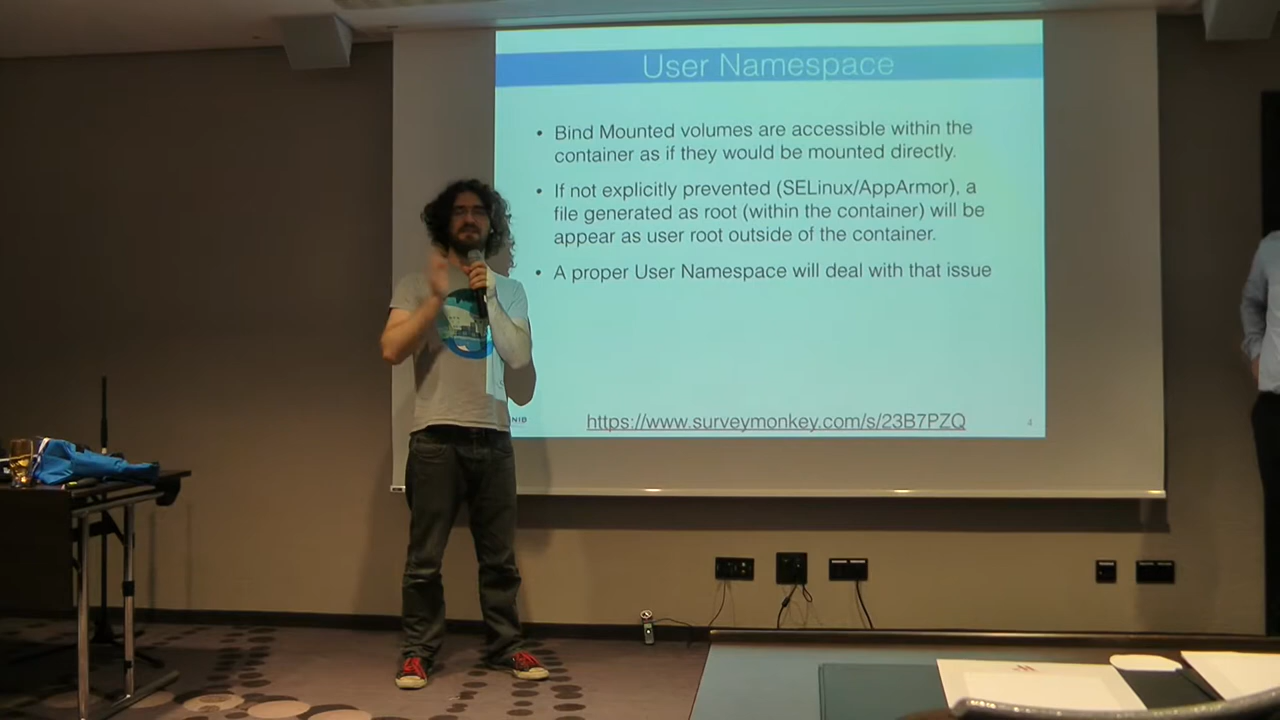 User Namespace
• Bind Mounted volumes are accessible within the
container as if they would be mounted directly.
• If not explicitly prevented (SELinux/AppArmor), a
file generated as root (within the container) will be
appear as user root outside of the container.
• A proper User Namespace will deal with that issue
https://www.surveymonkey.com/s/23B7PZQ
4